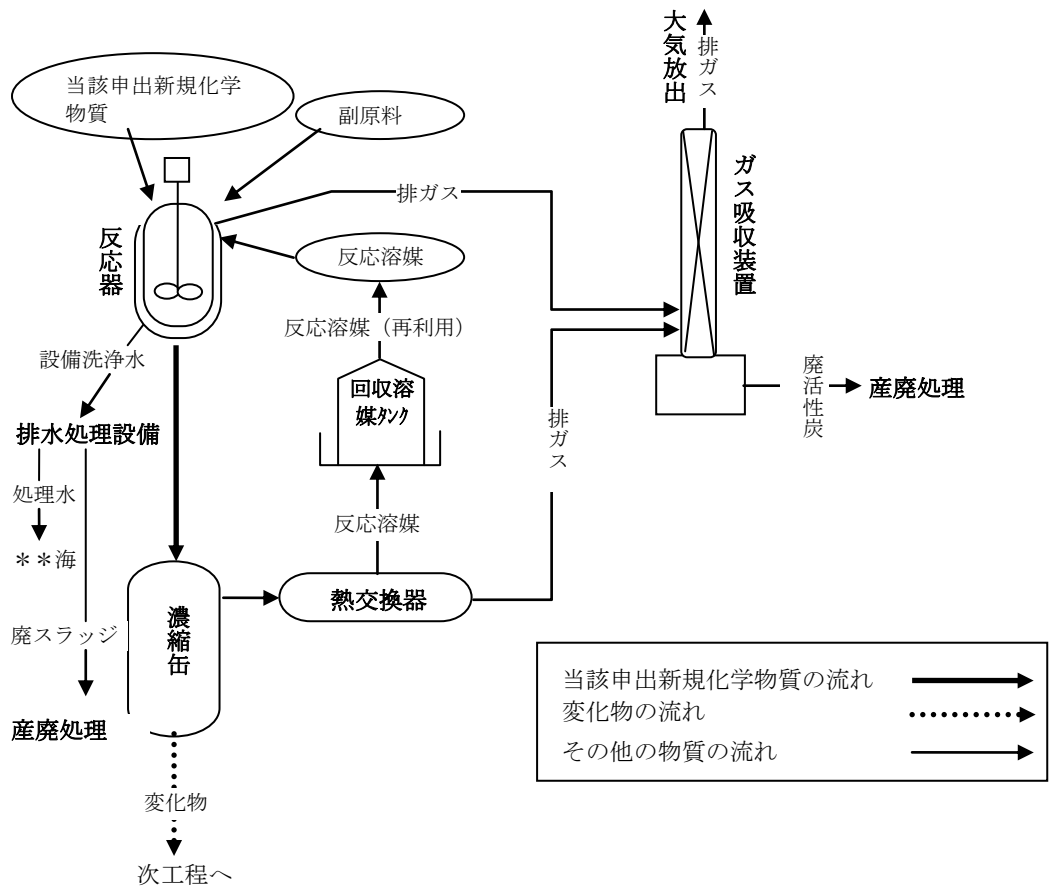 大気放出
排ガス
当該申出新規化学
物質
副原料
ガス吸収装置
排ガス
反応器
反応溶媒
反応溶媒（再利用）
設備洗浄水
回収溶
媒ﾀﾝｸ
廃活性炭
産廃処理
排ガス
排水処理設備
処理水
反応溶媒
＊＊海
熱交換器
濃縮缶
廃スラッジ
産廃処理
当該申出新規化学物質の流れ
変化物の流れ
その他の物質の流れ
変化物
次工程へ